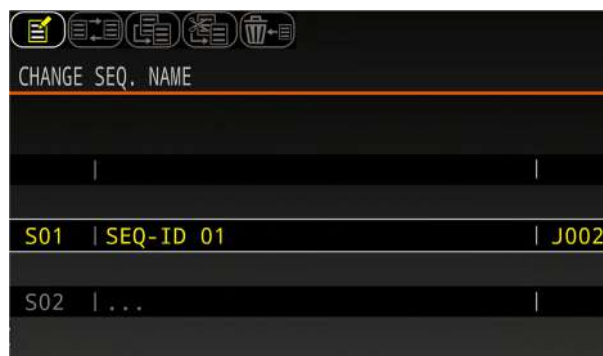 CHANGE SEQ. NAME
S01 | SEQ-ID 01 | J002
S02 | ... |